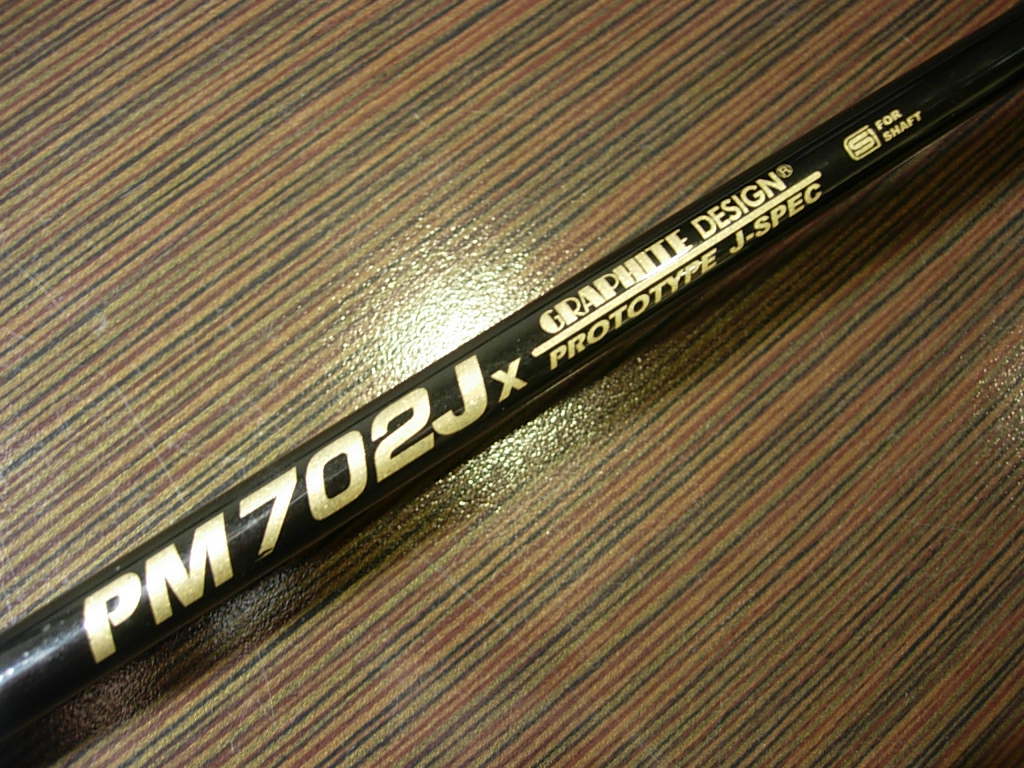 PM702Jx
GRAPHITE DESIGN®
PROTOTYPE J-SPEC
S FOR
SHAFT